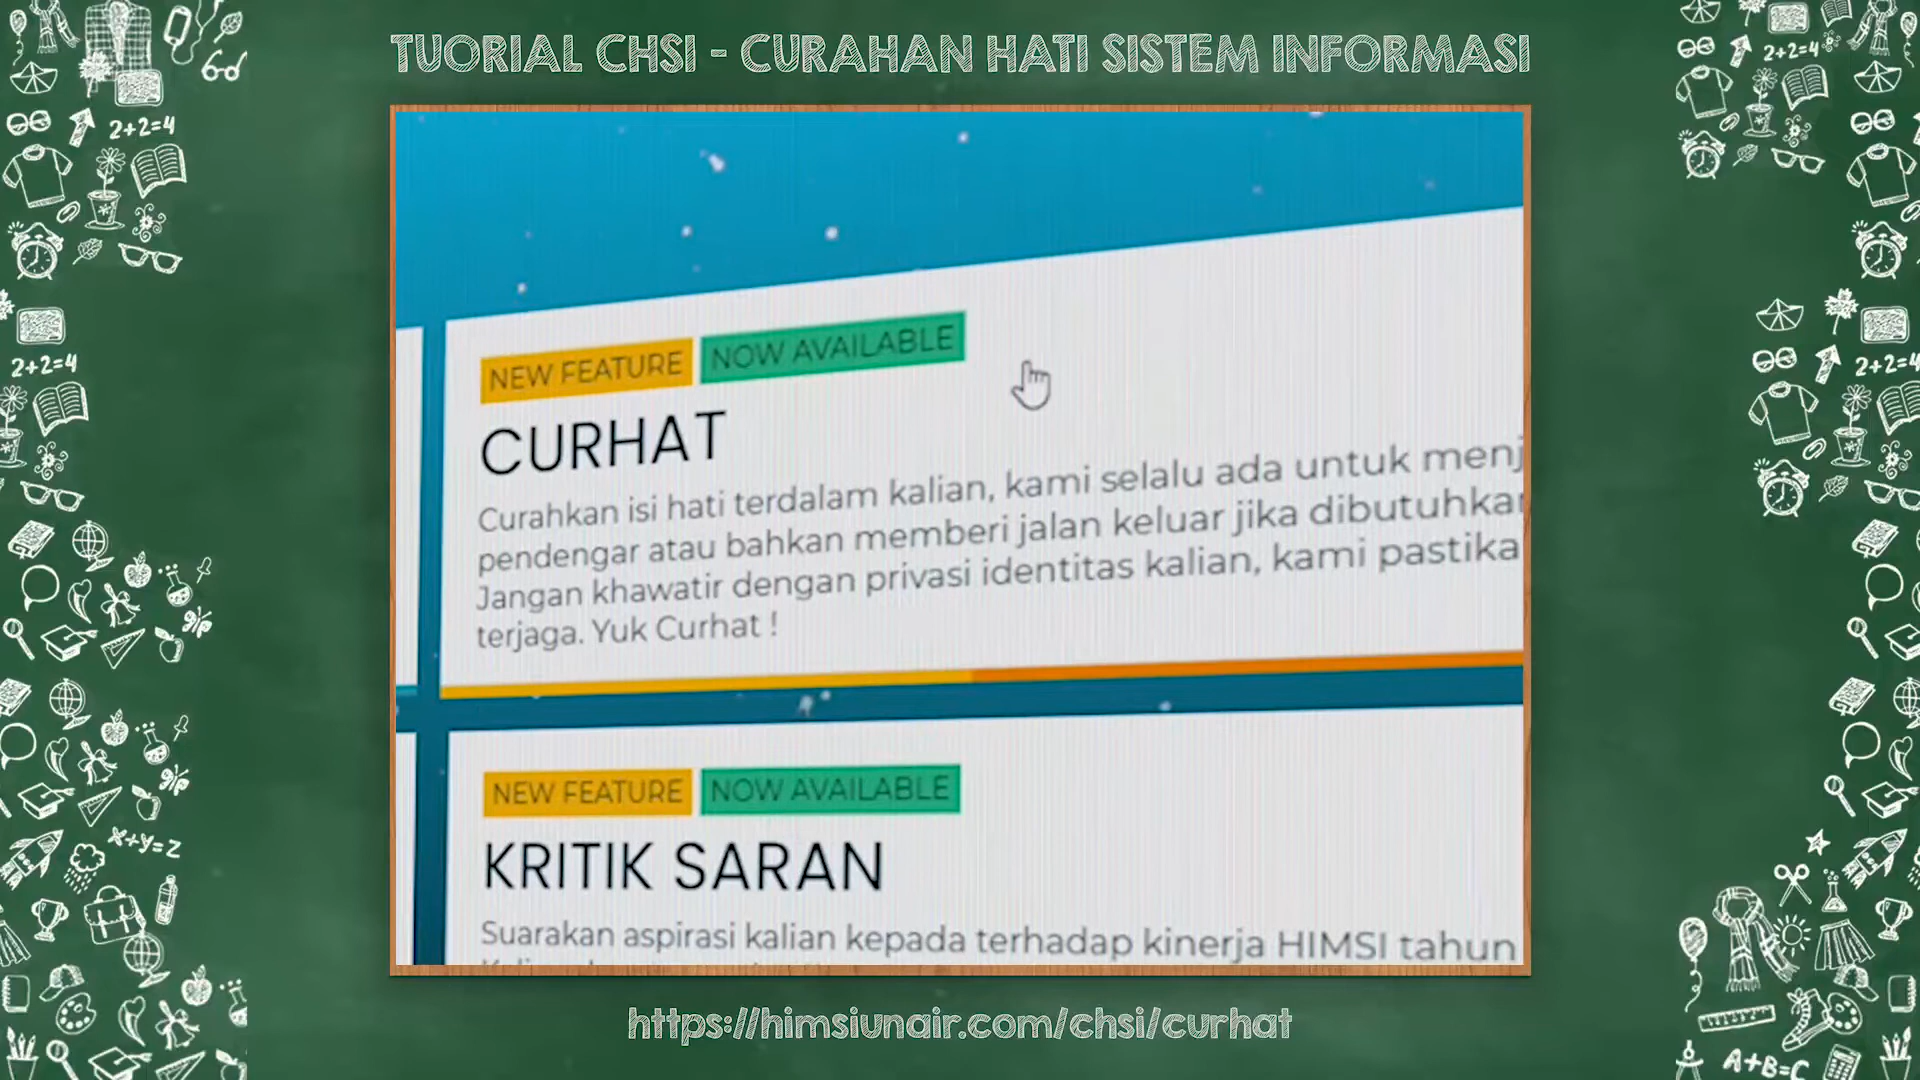 TUORIAL CHSI - CURAHAN HATI SISTEM INFORMASI
2+2=4
2+2=4
2+2=4
2+2=4
NEW FEATURE NOW AVAILABLE
CURHAT
Curahkan isi hati terdalam kalian, kami selalu ada untuk menj
pendengar atau bahkan memberi jalan keluar jika dibutuhkan
Jangan khawatir dengan privasi identitas kalian, kami pastika
terjaga. Yuk Curhat !
NEW FEATURE NOW AVAILABLE
KRITIK SARAN
Suarakan aspirasi kalian kepada terhadap kinerja HIMSI tahun
X+Y=Z
https://himsiunair.com/chsi/curhat
A+B=C